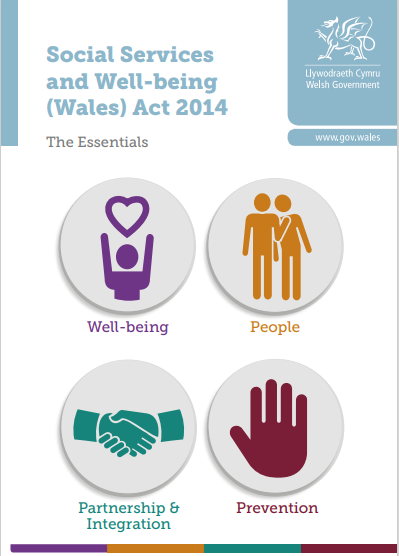 Social Services
and Well-being
(Wales) Act 2014
The Essentials
Llywodraeth Cymru
Welsh Government
www.gov.wales
Well-being
People
Partnership &
Integration
Prevention